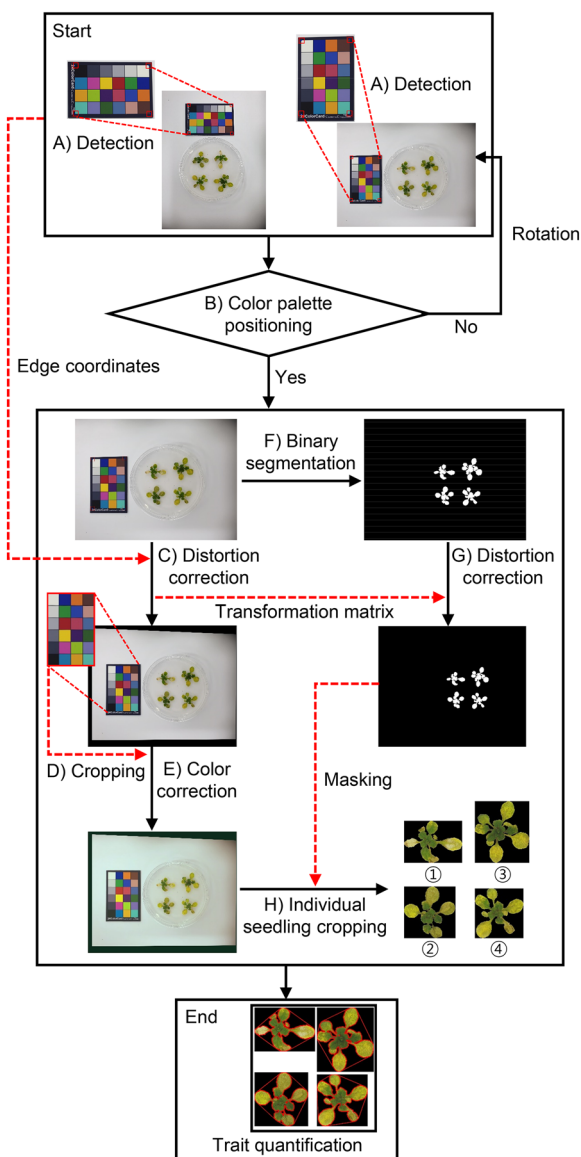 Start
A) Detection
A) Detection
Rotation
B) Color palette
positioning
No
Edge coordinates
Yes
F) Binary
segmentation
C) Distortion
correction
G) Distortion
correction
Transformation matrix
D) Cropping
E) Color
correction
Masking
① ③
H) Individual
seedling cropping
② ④
End
Trait quantification